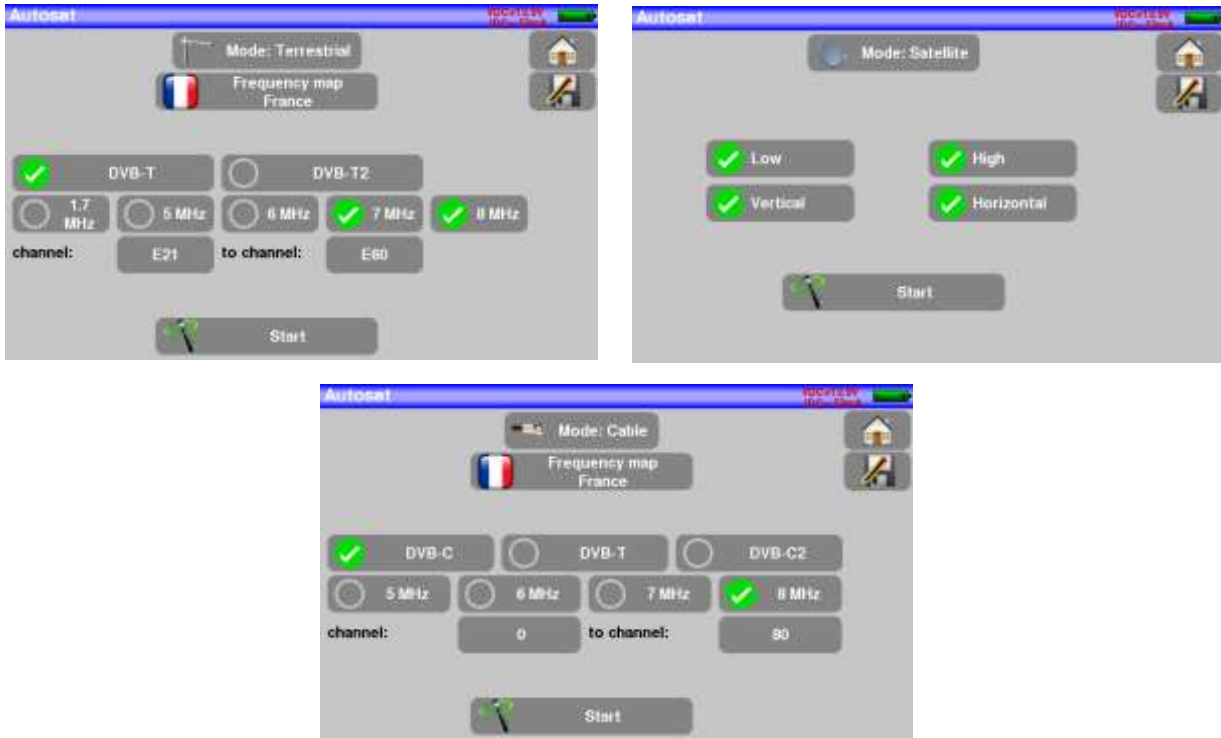 Autosat
Mode: Terrestrial
Frequency map
France
DVB-T
DVB-T2
1.7
MHz
5 MHz
6 MHz
7 MHz
8 MHz
channel:
E21
to channel:
E60
Start
Autosat
Mode: Satellite
Low
High
Vertical
Horizontal
Start
Autosat
Mode: Cable
Frequency map
France
DVB-C
DVB-T
DVB-C2
5 MHz
6 MHz
7 MHz
8 MHz
channel:
0
to channel:
80
Start